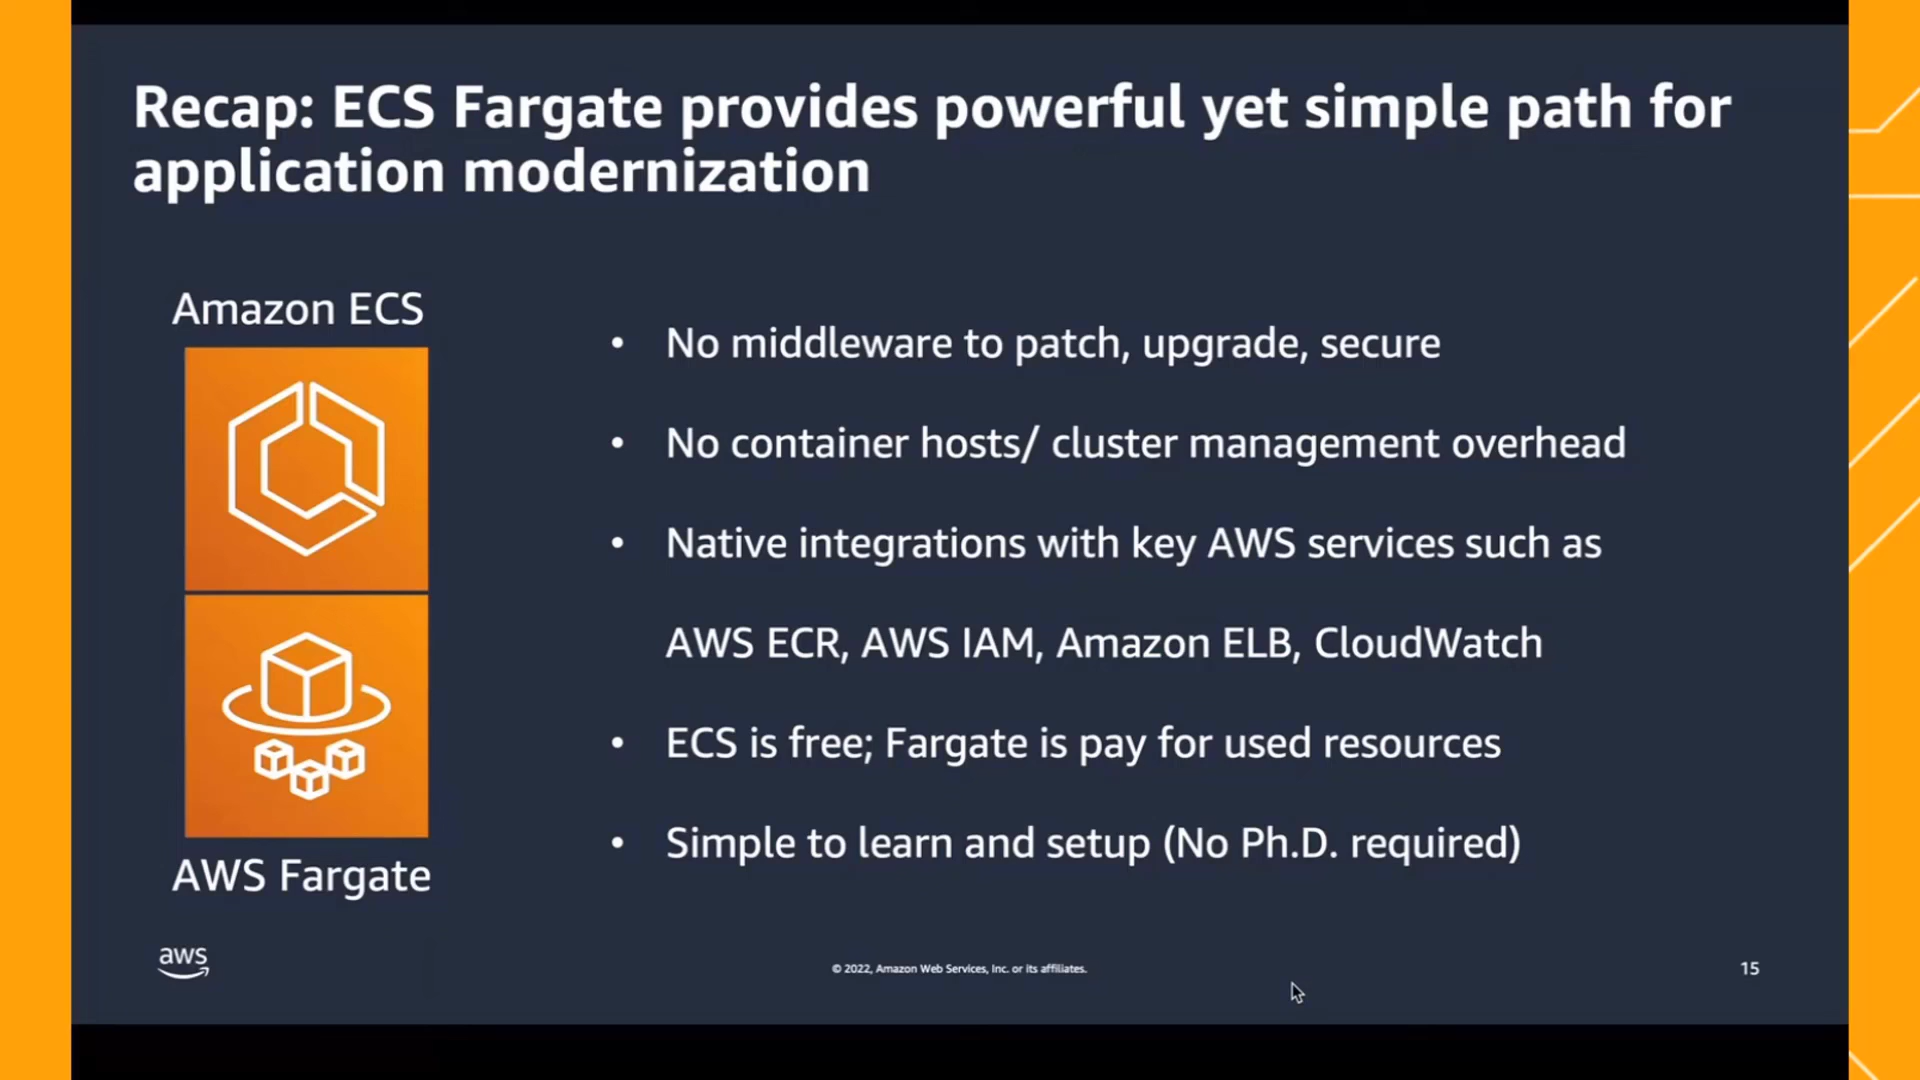 Recap: ECS Fargate provides powerful yet simple path for
application modernization
Amazon ECS
AWS Fargate
• No middleware to patch, upgrade, secure
• No container hosts/ cluster management overhead
• Native integrations with key AWS services such as
AWS ECR, AWS IAM, Amazon ELB, CloudWatch
• ECS is free; Fargate is pay for used resources
• Simple to learn and setup (No Ph.D. required)
aws
© 2022, Amazon Web Services, Inc. or its affiliates.
15